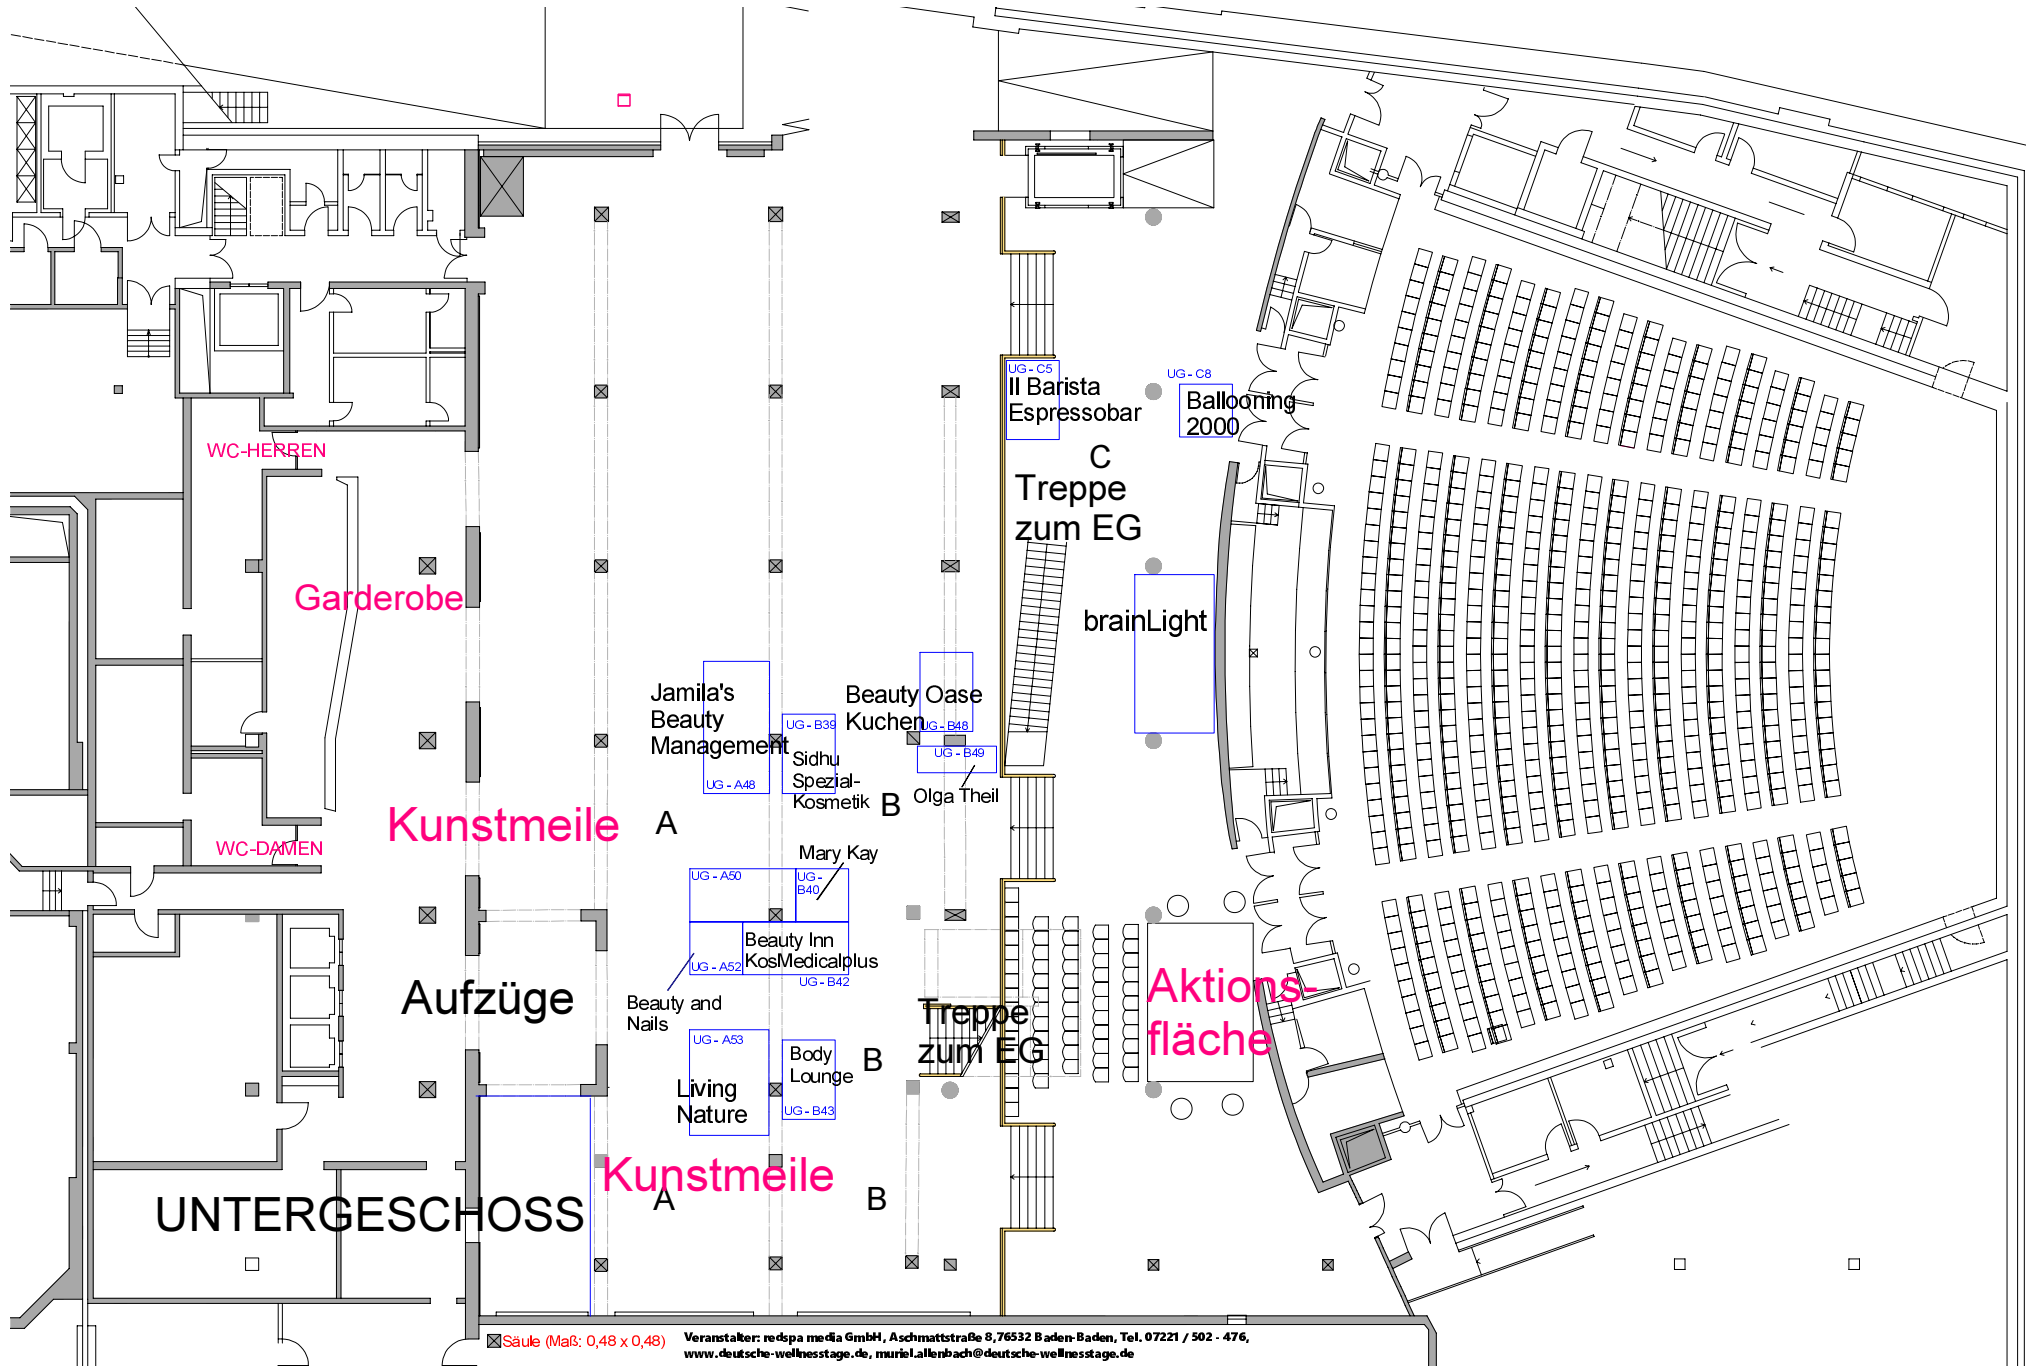 UG - C5
Il Barista
Espressobar
UG - C8
Ballooning
2000
C
Treppe
zum EG
WC-HERREN
Garderobe
brainLight
Jamila's
Beauty
Management
UG - A48
UG - B39
Sidhu
Spezial-
Kosmetik
Beauty Oase
Kuchen
UG - B48
UG - B49
Olga Theil
Kunstmeile
A
B
WC-DAMEN
Mary Kay
UG - A50
UG -
B40
Beauty Inn
KosMedicalplus
UG - A52
UG - B42
Beauty and
Nails
Aufzüge
Treppe
zum EG
Aktions-
fläche
UG - A53
Living
Nature
Body
Lounge
UG - B43
B
Kunstmeile
A
B
UNTERGESCHOSS
Säule (Maß: 0,48 x 0,48)
Veranstalter: redspa media GmbH, Aschmattstraße 8,76532 Baden-Baden, Tel. 07221 / 502 - 476,
www.deutsche-wellnesstage.de, muriel.allenbach@deutsche-wellnesstage.de